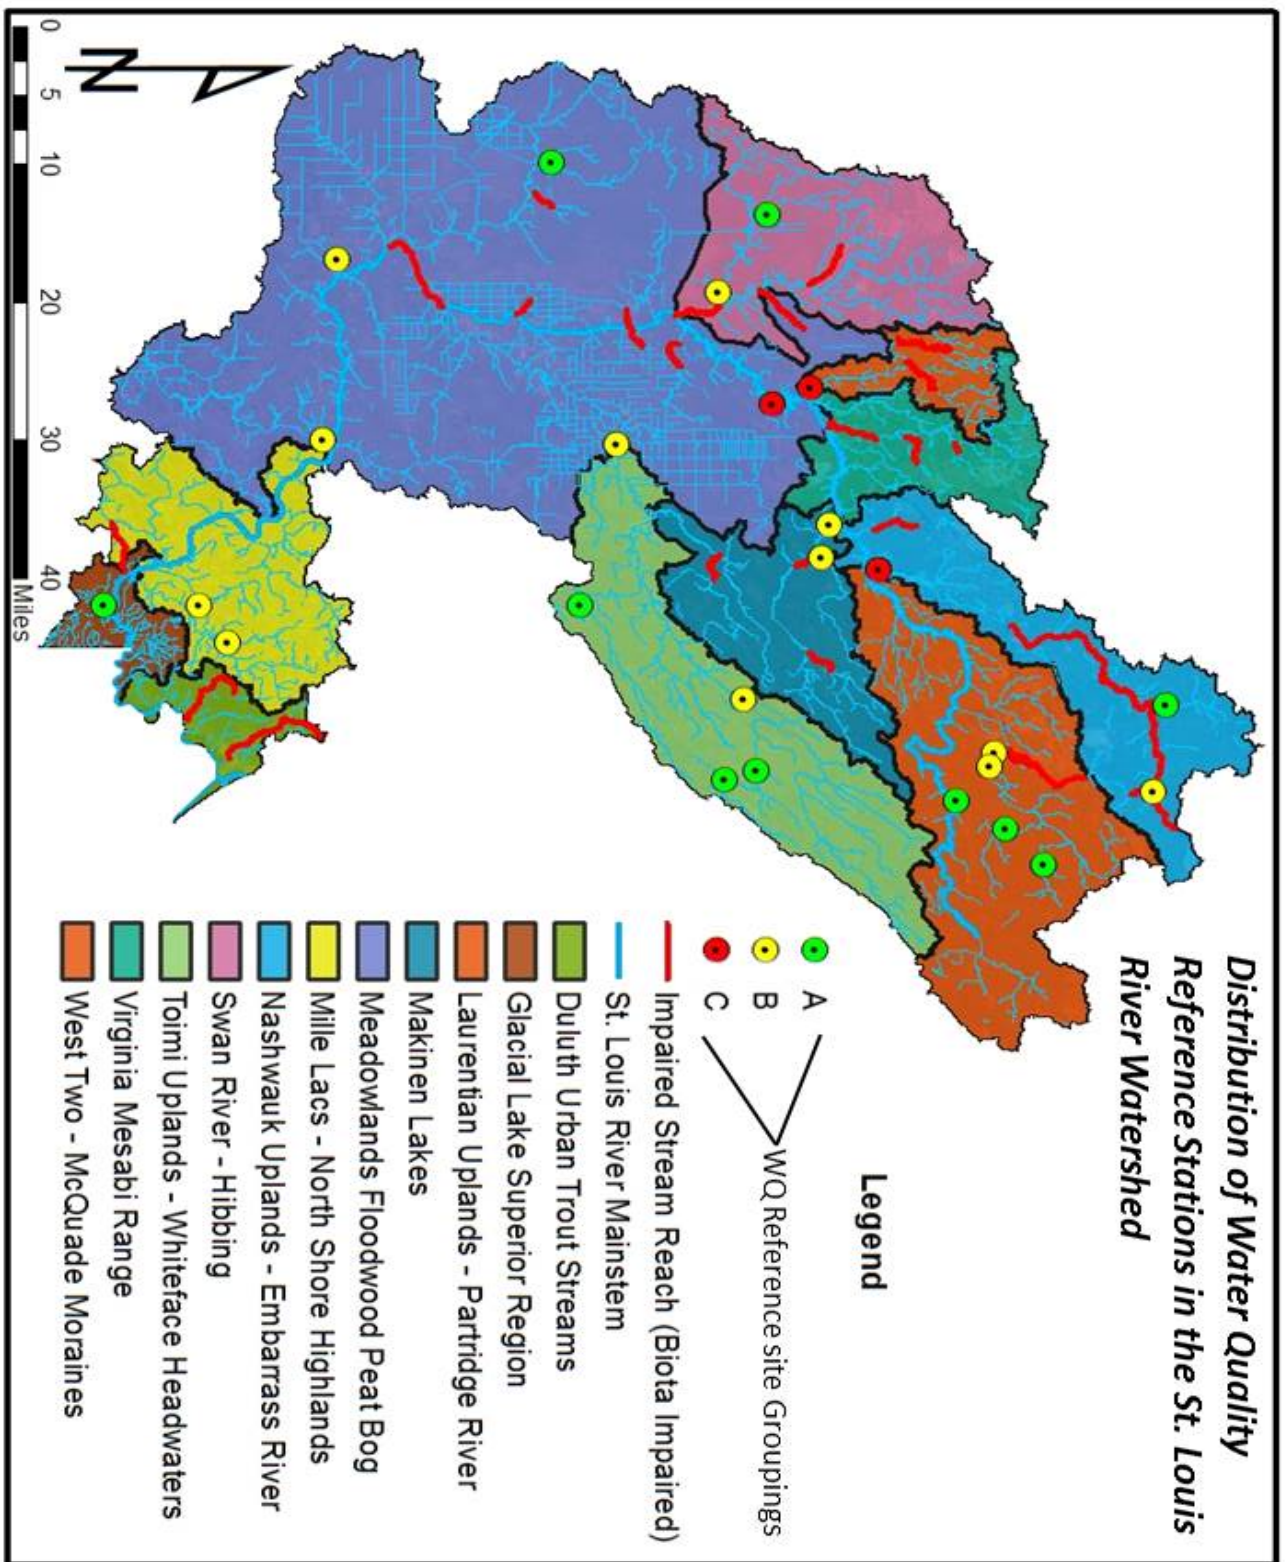 Distribution of Water Quality
Reference Stations in the St. Louis
River Watershed
Legend
A
B
C
WQ Reference site Groupings
Impaired Stream Reach (Biota Impaired)
St. Louis River Mainstem
Duluth Urban Trout Streams
Glacial Lake Superior Region
Laurentian Uplands - Partridge River
Makinen Lakes
Meadowlands Floodwood Peat Bog
Mille Lacs - North Shore Highlands
Nashwauk Uplands - Embarrass River
Swan River - Hibbing
Toimi Uplands - Whiteface Headwaters
Virginia Mesabi Range
West Two - McQuade Moraines
N
0 5 10 20 30 40
Miles